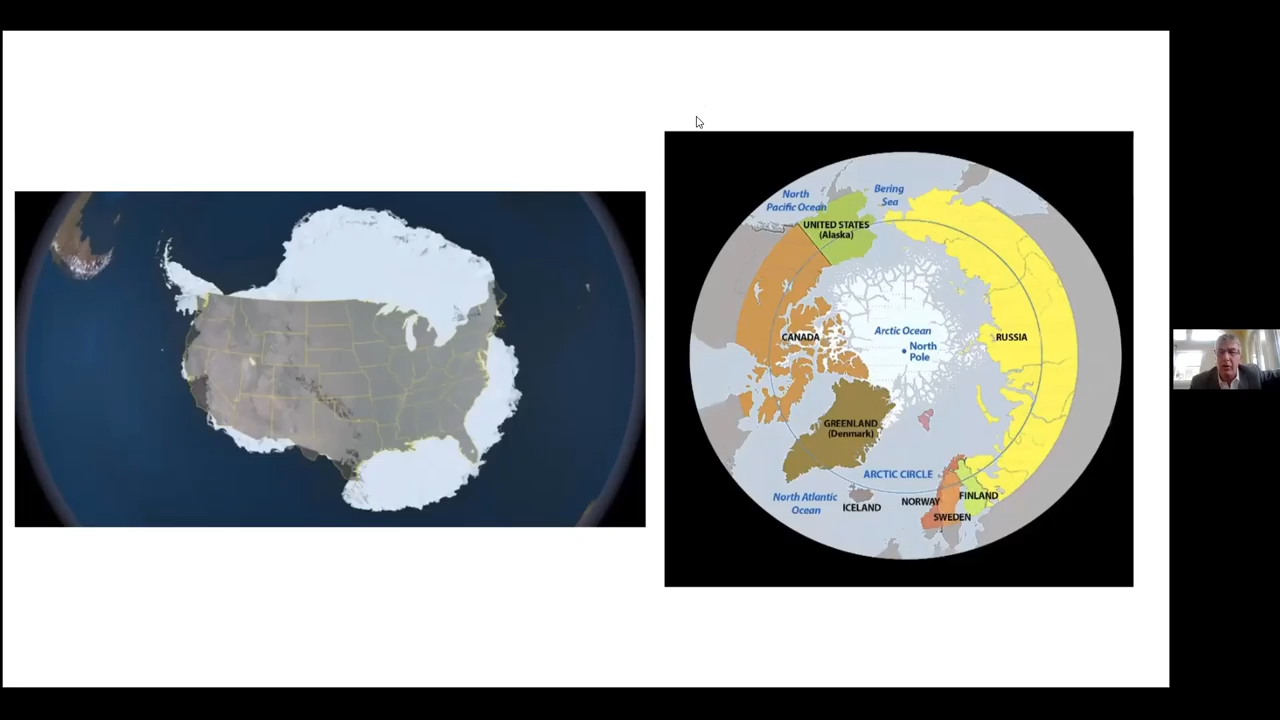 North
Pacific Ocean
Bering
Sea
UNITED STATES
(Alaska)
Arctic Ocean
CANADA
North
Pole
RUSSIA
GREENLAND
(Denmark)
ARCTIC CIRCLE
North Atlantic
Ocean
ICELAND
NORWAY
FINLAND
SWEDEN